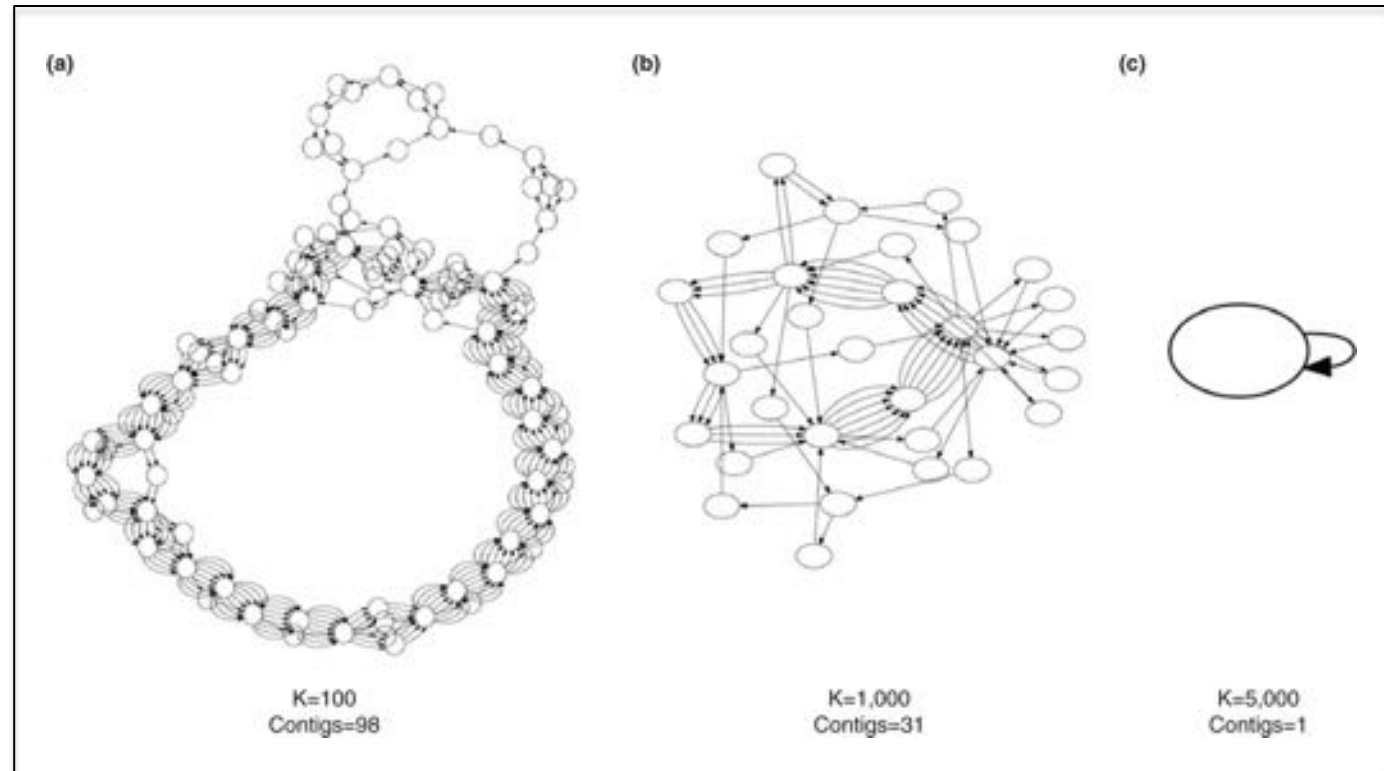 (a)
(b)
(c)
K=100
Contigs=98
K=1,000
Contigs=31
K=5,000
Contigs=1